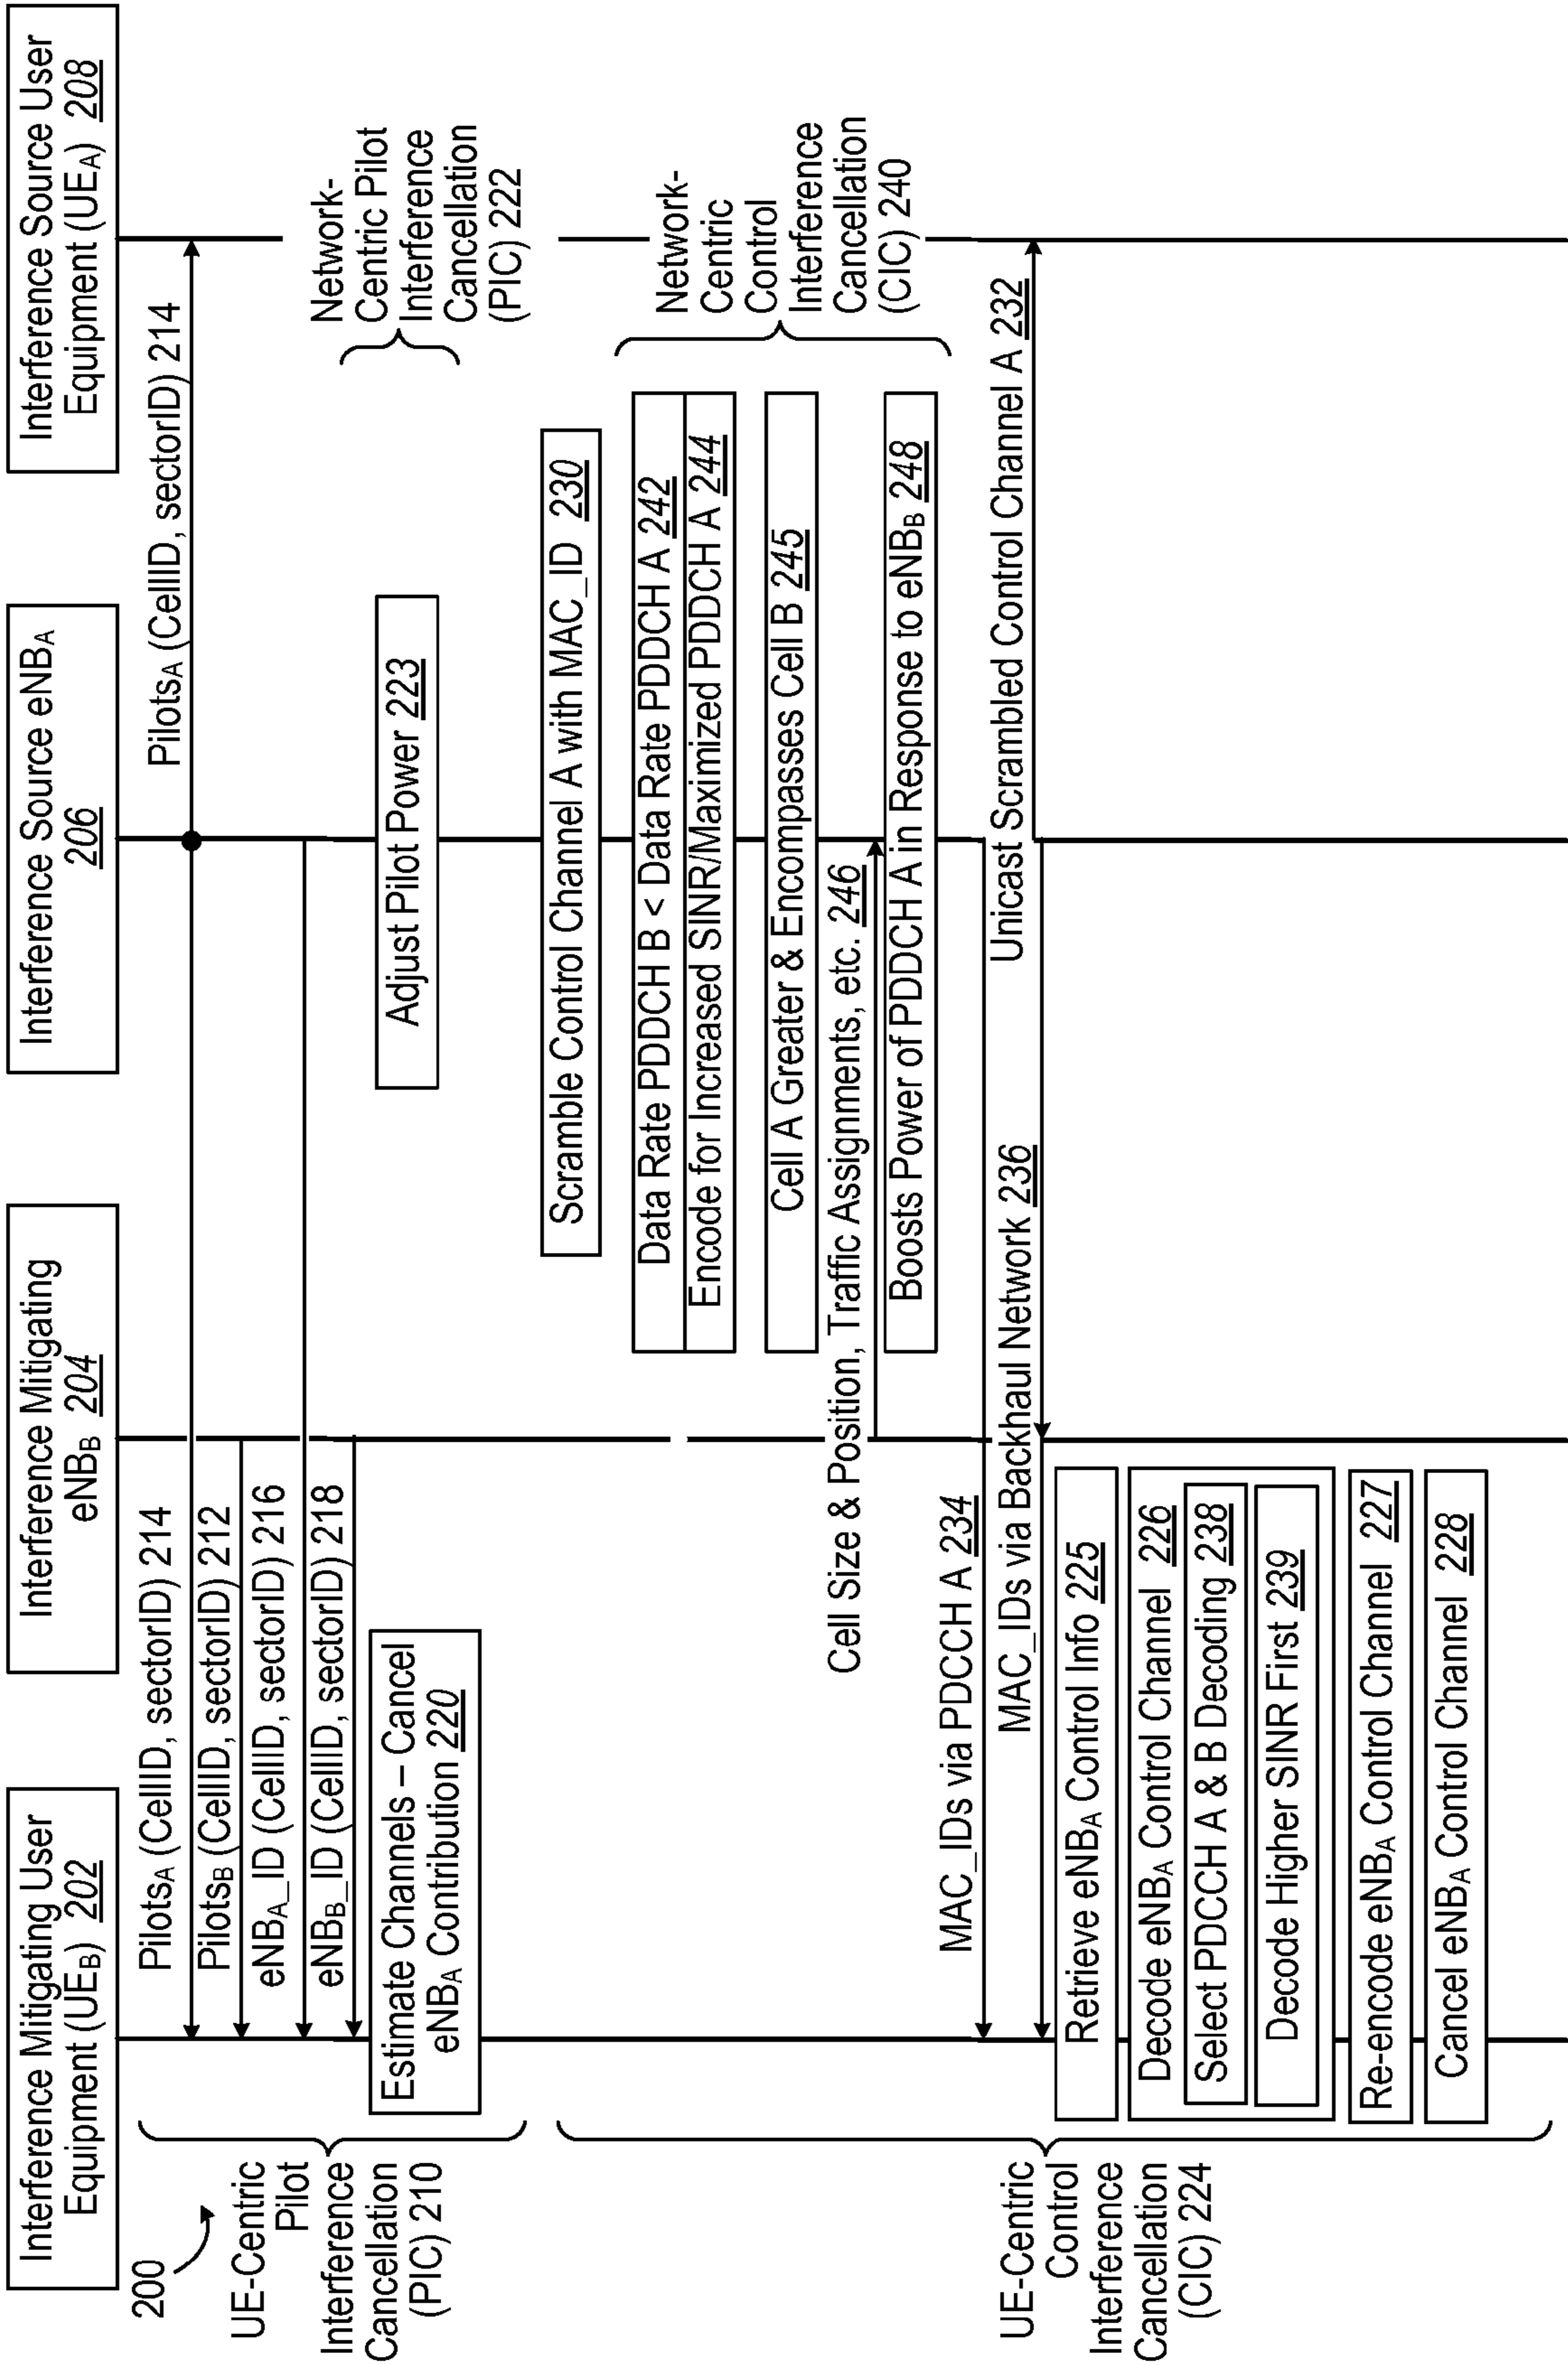 Interference Mitigating User
Equipment (UEB) 202
Interference Mitigating
eNBB 204
Interference Source eNBA
206
Interference Source User
Equipment (UEA) 208
200
UE-Centric
Pilot
Interference
Cancellation
(PIC) 210
PilotsA (CellID, sectorID) 214
PilotsA (CellID, sectorID) 214
PilotsB (CellID, sectorID) 212
eNBA_ID (CellID, sectorID) 216
eNBB_ID (CellID, sectorID) 218
Estimate Channels – Cancel
eNBA Contribution 220
Adjust Pilot Power 223
Network-
Centric Pilot
Interference
Cancellation
(PIC) 222
Scramble Control Channel A with MAC_ID 230
Data Rate PDDCH B < Data Rate PDDCH A 242
Encode for Increased SINR/Maximized PDDCH A 244
Cell A Greater & Encompasses Cell B 245
Cell Size & Position, Traffic Assignments, etc. 246
Boosts Power of PDDCH A in Response to eNBB 248
Network-
Centric
Control
Interference
Cancellation
(CIC) 240
UE-Centric
Control
Interference
Cancellation
(CIC) 224
MAC_IDs via PDCCH A 234
Unicast Scrambled Control Channel A 232
MAC_IDs via Backhaul Network 236
Retrieve eNBA Control Info 225
Decode eNBA Control Channel 226
Select PDCCH A & B Decoding 238
Decode Higher SINR First 239
Re-encode eNBA Control Channel 227
Cancel eNBA Control Channel 228